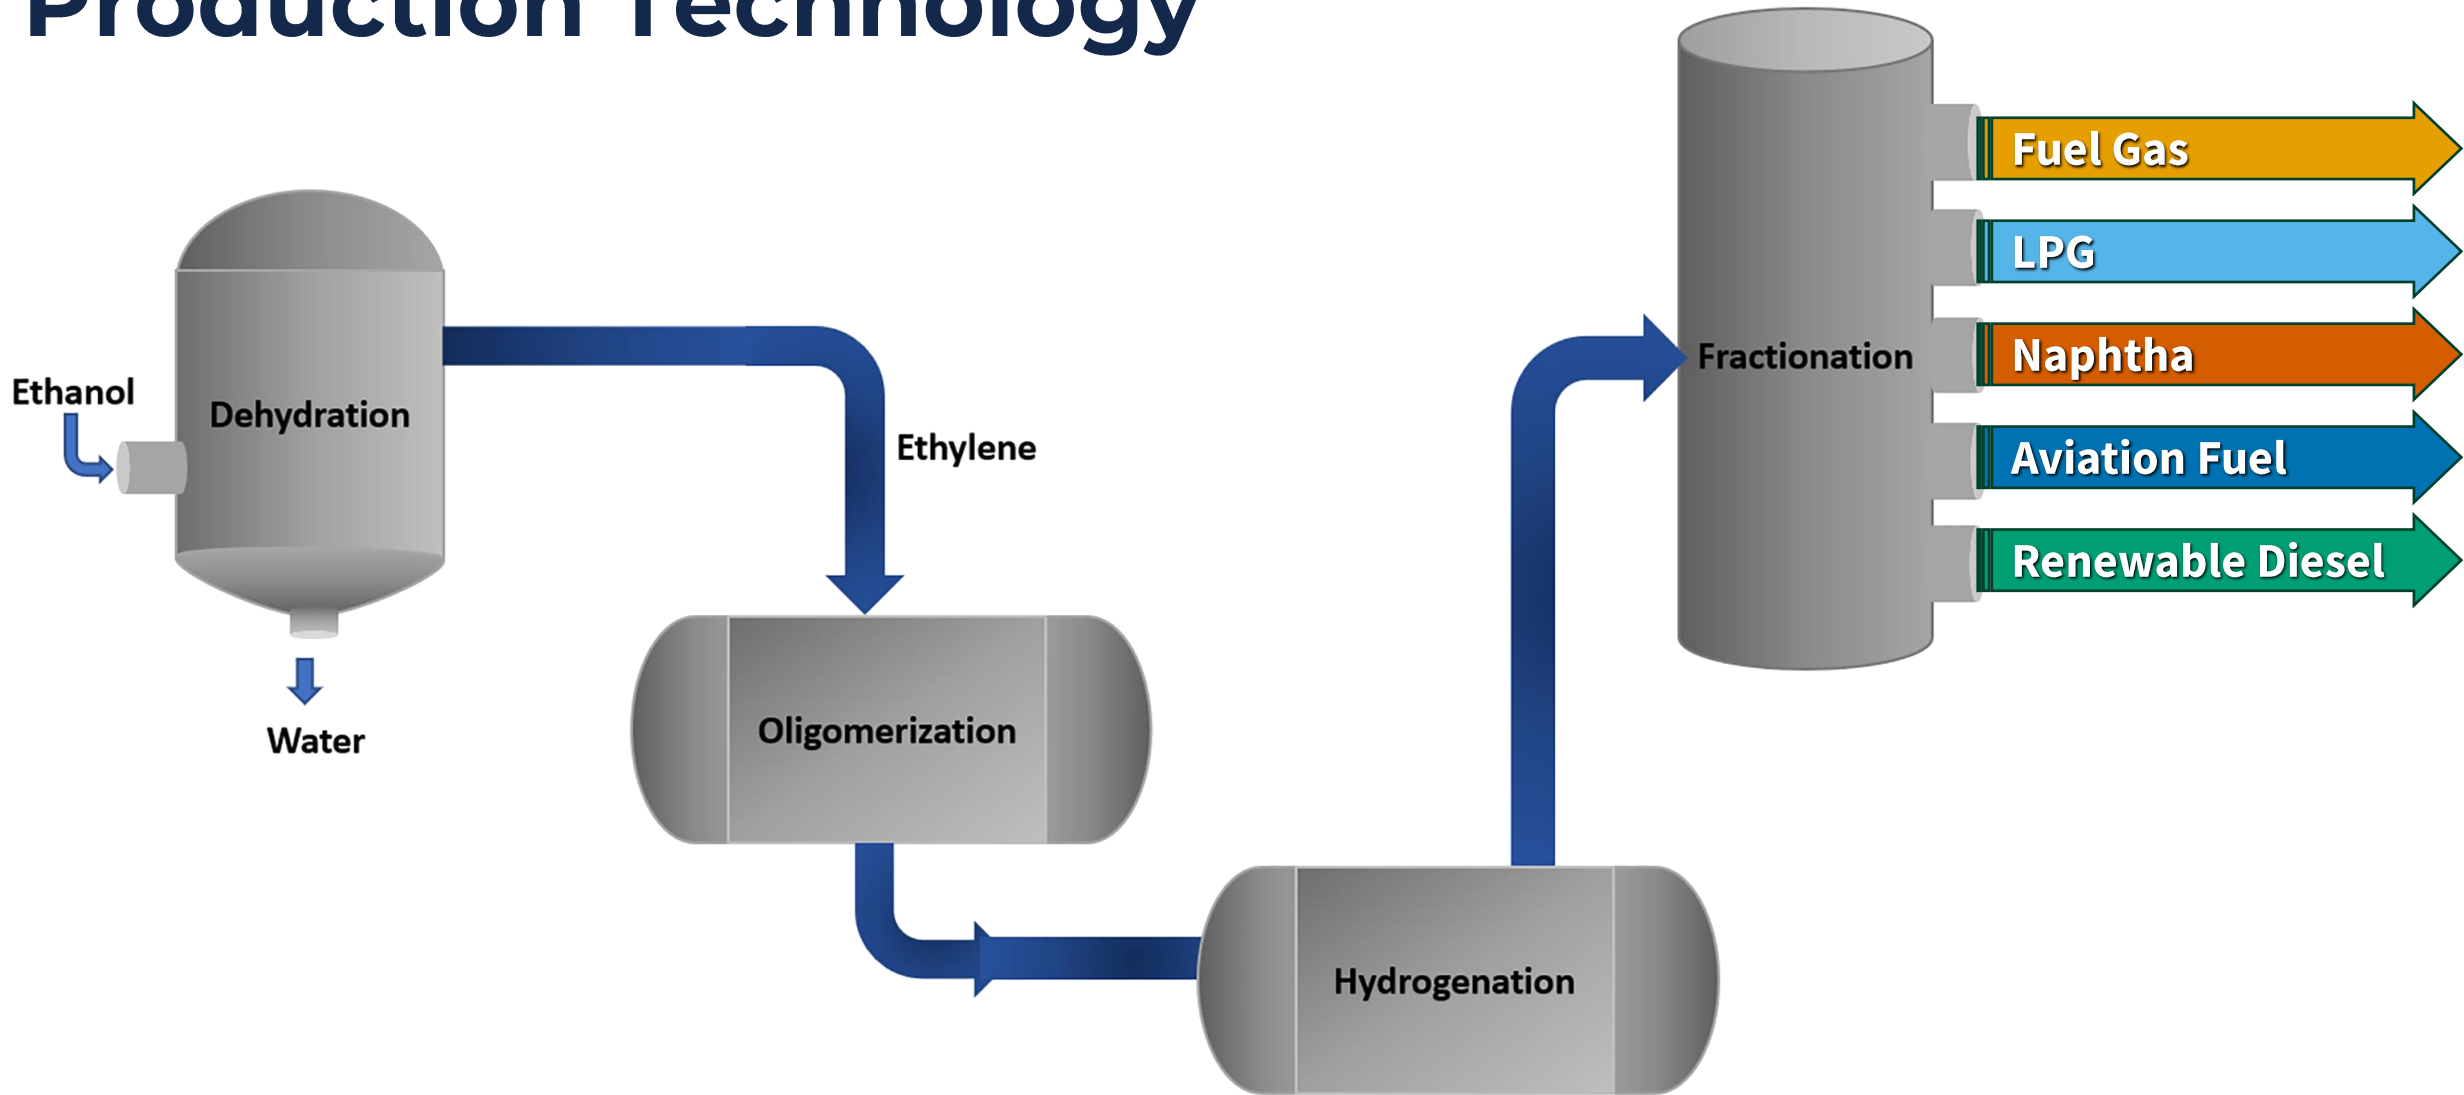 Production Technology
Ethanol
Dehydration
Water
Ethylene
Oligomerization
Hydrogenation
Fractionation
Fuel Gas
LPG
Naphtha
Aviation Fuel
Renewable Diesel